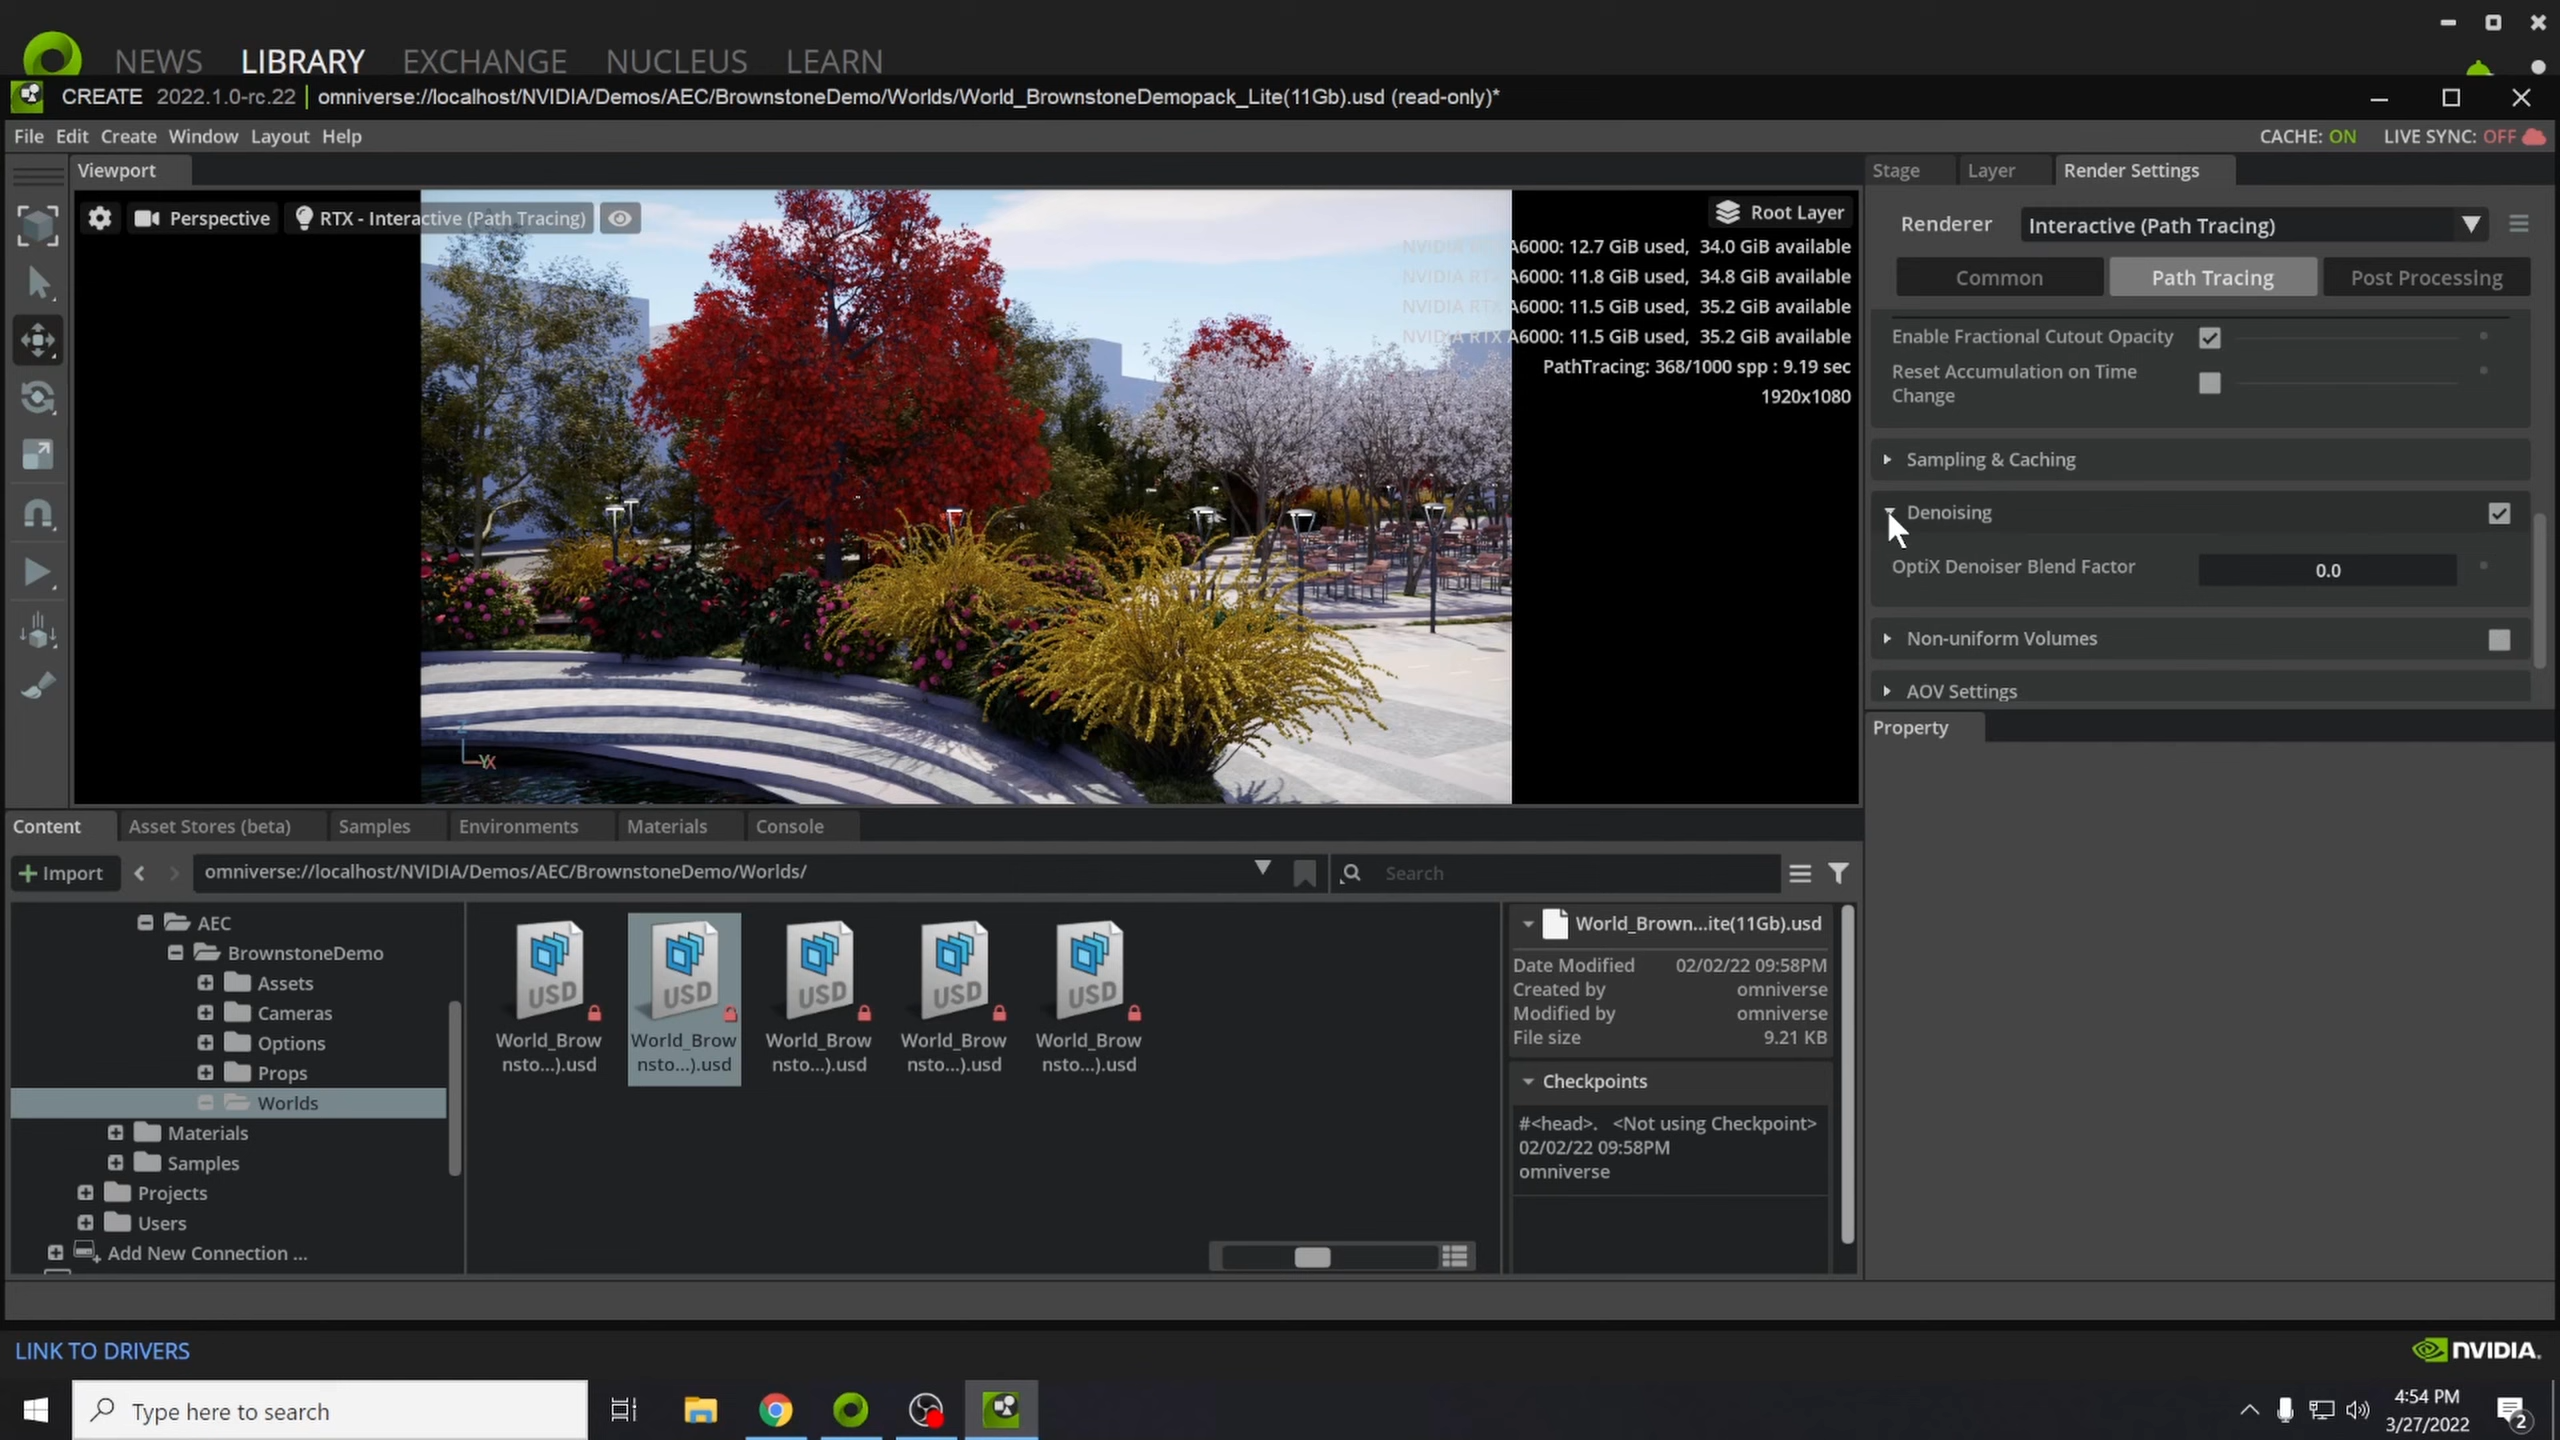 NEWS LIBRARY EXCHANGE NUCLEUS LEARN
CREATE 2022.1.0-rc.22 | omniverse://localhost/NVIDIA/Demos/AEC/BrownstoneDemo/Worlds/World_BrownstoneDemopack_Lite(11Gb).usd (read-only)*
File Edit Create Window Layout Help
CACHE: ON LIVE SYNC: OFF
Viewport
Stage Layer Render Settings
Perspective RTX - Interactive (Path Tracing)
Root Layer
NVIDIA RTX A6000: 12.7 GiB used, 34.0 GiB available
NVIDIA RTX A6000: 11.8 GiB used, 34.8 GiB available
NVIDIA RTX A6000: 11.5 GiB used, 35.2 GiB available
NVIDIA RTX A6000: 11.5 GiB used, 35.2 GiB available
PathTracing: 368/1000 spp : 9.19 sec
1920x1080
Z
YX
Renderer Interactive (Path Tracing)
Common Path Tracing Post Processing
Enable Fractional Cutout Opacity
Reset Accumulation on Time
Change
Sampling & Caching
Denoising
OptiX Denoiser Blend Factor 0.0
Non-uniform Volumes
AOV Settings
Property
Content Asset Stores (beta) Samples Environments Materials Console
+ Import omniverse://localhost/NVIDIA/Demos/AEC/BrownstoneDemo/Worlds/ Search
AEC
BrownstoneDemo
Assets
Cameras
Options
Props
Worlds
Materials
Samples
Projects
Users
Add New Connection ...
USD USD USD USD USD
World_Brow World_Brow World_Brow World_Brow World_Brow
nsto...).usd nsto...).usd nsto...).usd nsto...).usd nsto...).usd
World_Brown...ite(11Gb).usd
Date Modified 02/02/22 09:58PM
Created by omniverse
Modified by omniverse
File size 9.21 KB
Checkpoints
#<head>. <Not using Checkpoint>
02/02/22 09:58PM
omniverse
LINK TO DRIVERS
NVIDIA.
Type here to search
4:54 PM
3/27/2022
2